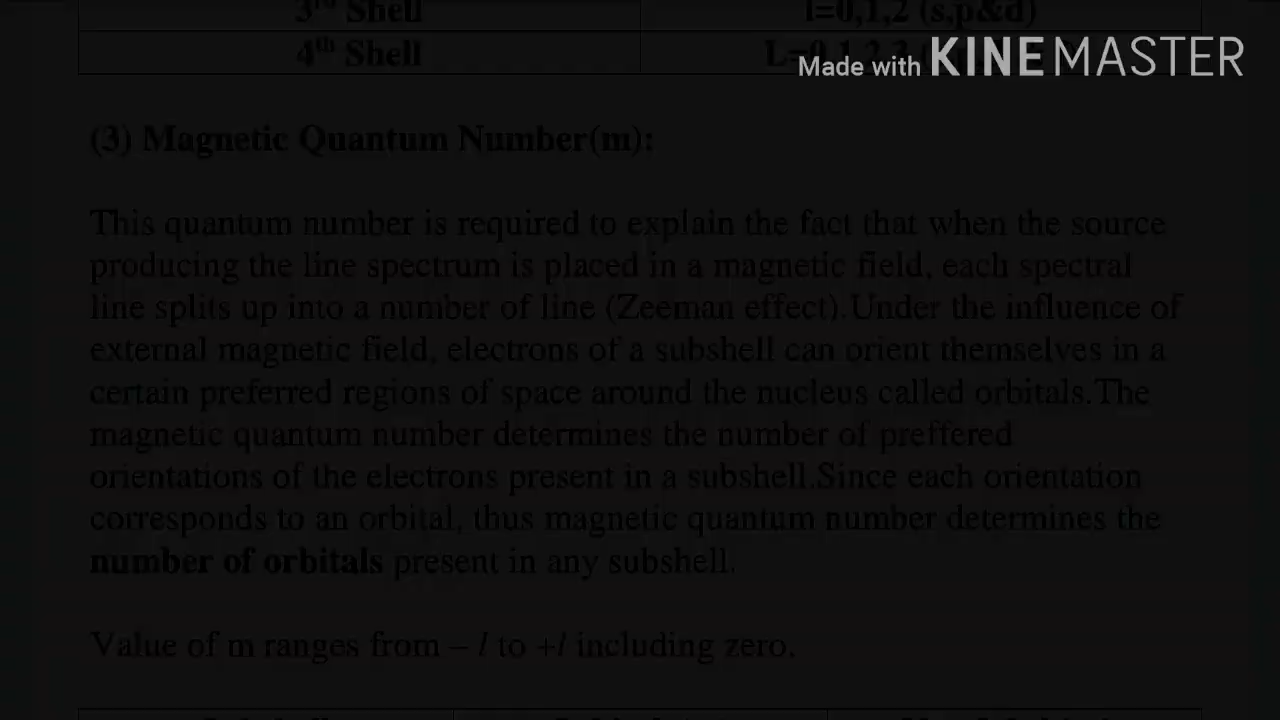 3rd Shell l=0,1,2 (s,p&d)
4th Shell L=0,1,2,3
Made with KINEMASTER
(3) Magnetic Quantum Number(m):
This quantum number is required to explain the fact that when the source
producing the line spectrum is placed in a magnetic field, each spectral
line splits up into a number of line (Zeeman effect).Under the influence of
external magnetic field, electrons of a subshell can orient themselves in a
certain preferred regions of space around the nucleus called orbitals.The
magnetic quantum number determines the number of preffered
orientations of the electrons present in a subshell.Since each orientation
corresponds to an orbital, thus magnetic quantum number determines the
number of orbitals present in any subshell.
Value of m ranges from – l to +l including zero.